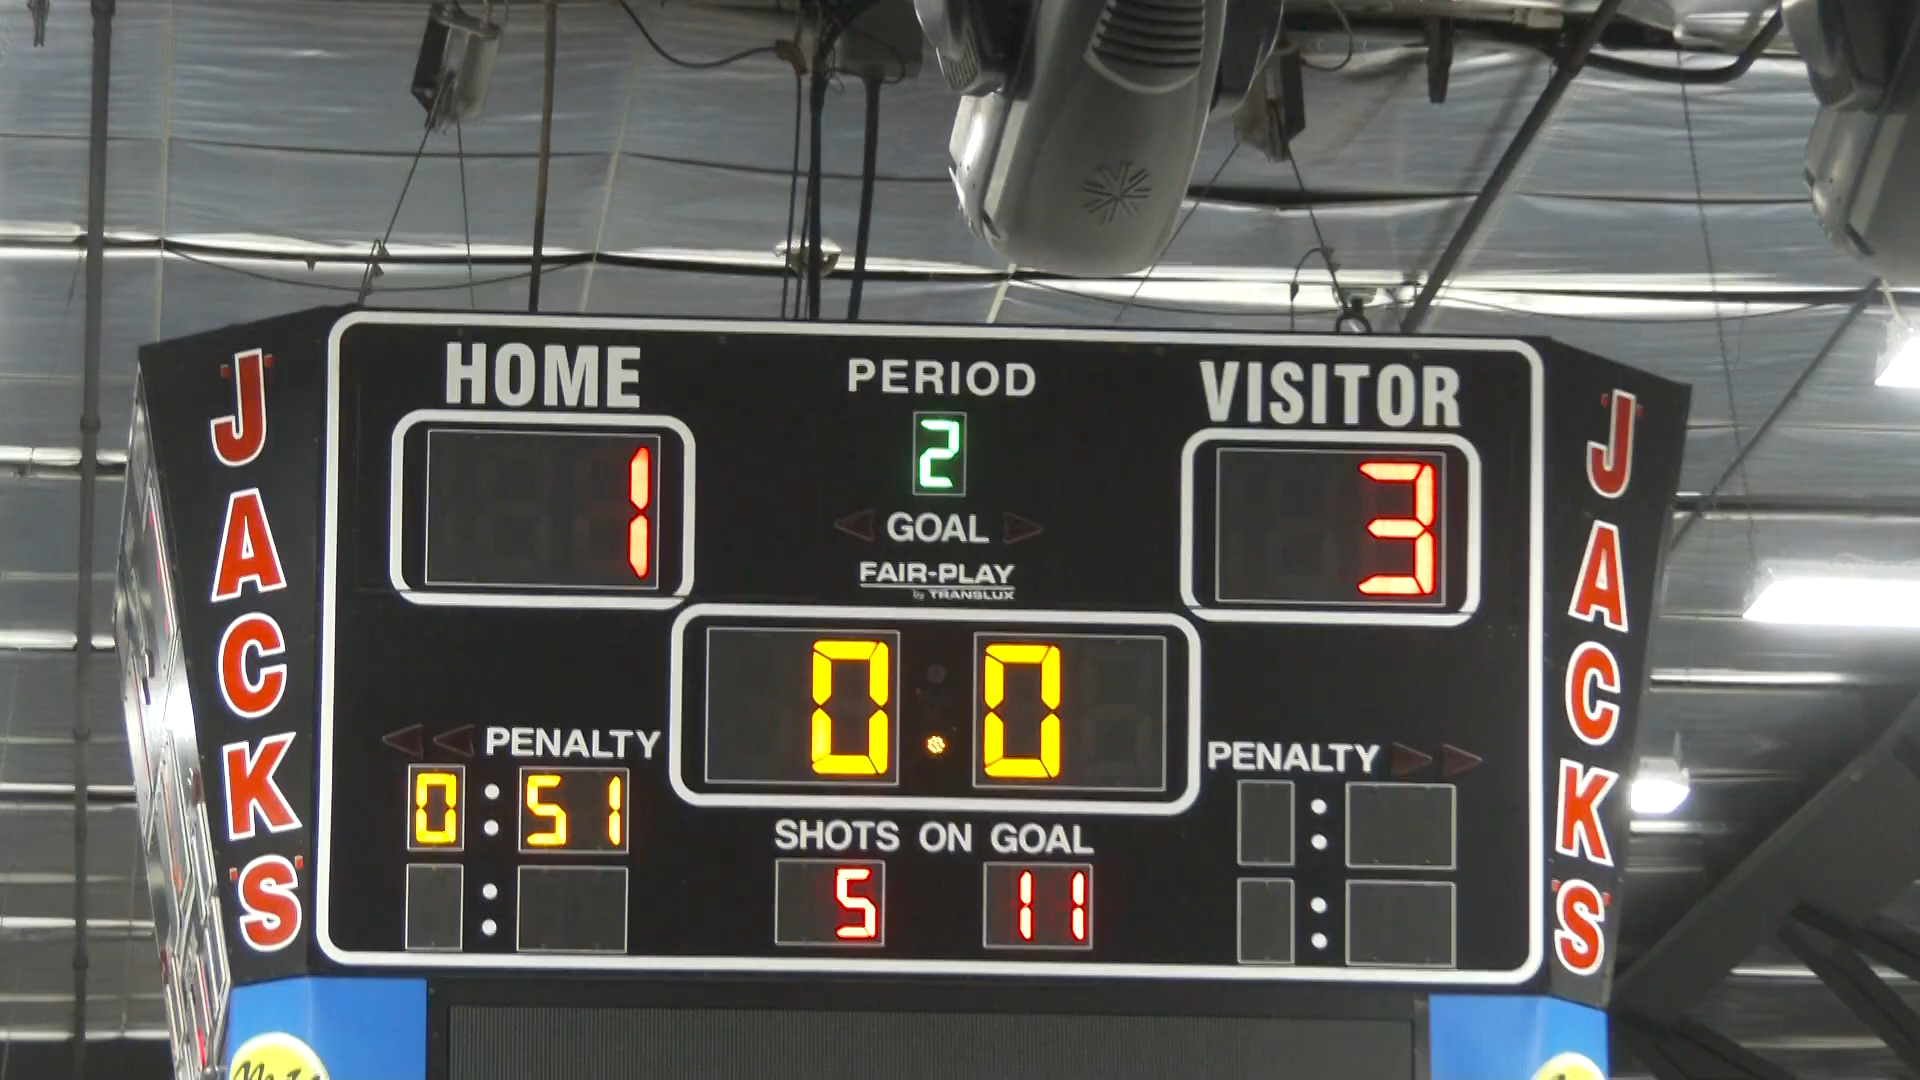 HOME PERIOD VISITOR
1 2 3
GOAL
FAIR-PLAY
by TRANSLUX
0.0
PENALTY PENALTY
0:51
SHOTS ON GOAL
5 11
JACKS
JACKS